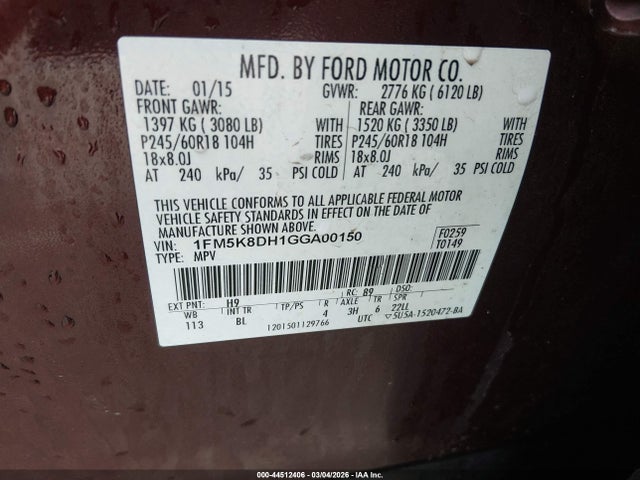 MFD. BY FORD MOTOR CO.
DATE: 01/15 GVWR: 2776 KG ( 6120 LB)
FRONT GAWR: REAR GAWR:
1397 KG ( 3080 LB) WITH 1520 KG ( 3350 LB) WITH
P245/60R18 104H TIRES P245/60R18 104H TIRES
18x8.0J RIMS 18x8.0J RIMS
AT 240 kPa/ 35 PSI COLD AT 240 kPa/ 35 PSI COLD
THIS VEHICLE CONFORMS TO ALL APPLICABLE FEDERAL MOTOR
VEHICLE SAFETY STANDARDS IN EFFECT ON THE DATE OF
MANUFACTURE SHOWN ABOVE.
VIN: 1FM5K8DH1GGA00150 F0259
TYPE: MPV T0149
EXT PNT: H9 RC: 89 DSO:
WB INT TR TP/PS R AXLE TR SPR
113 BL 4 3H 6 22LL
1201501129766 UTC ▽5USA-1520472-BA
000-44512406 - 03/04/2026 - IAA Inc.